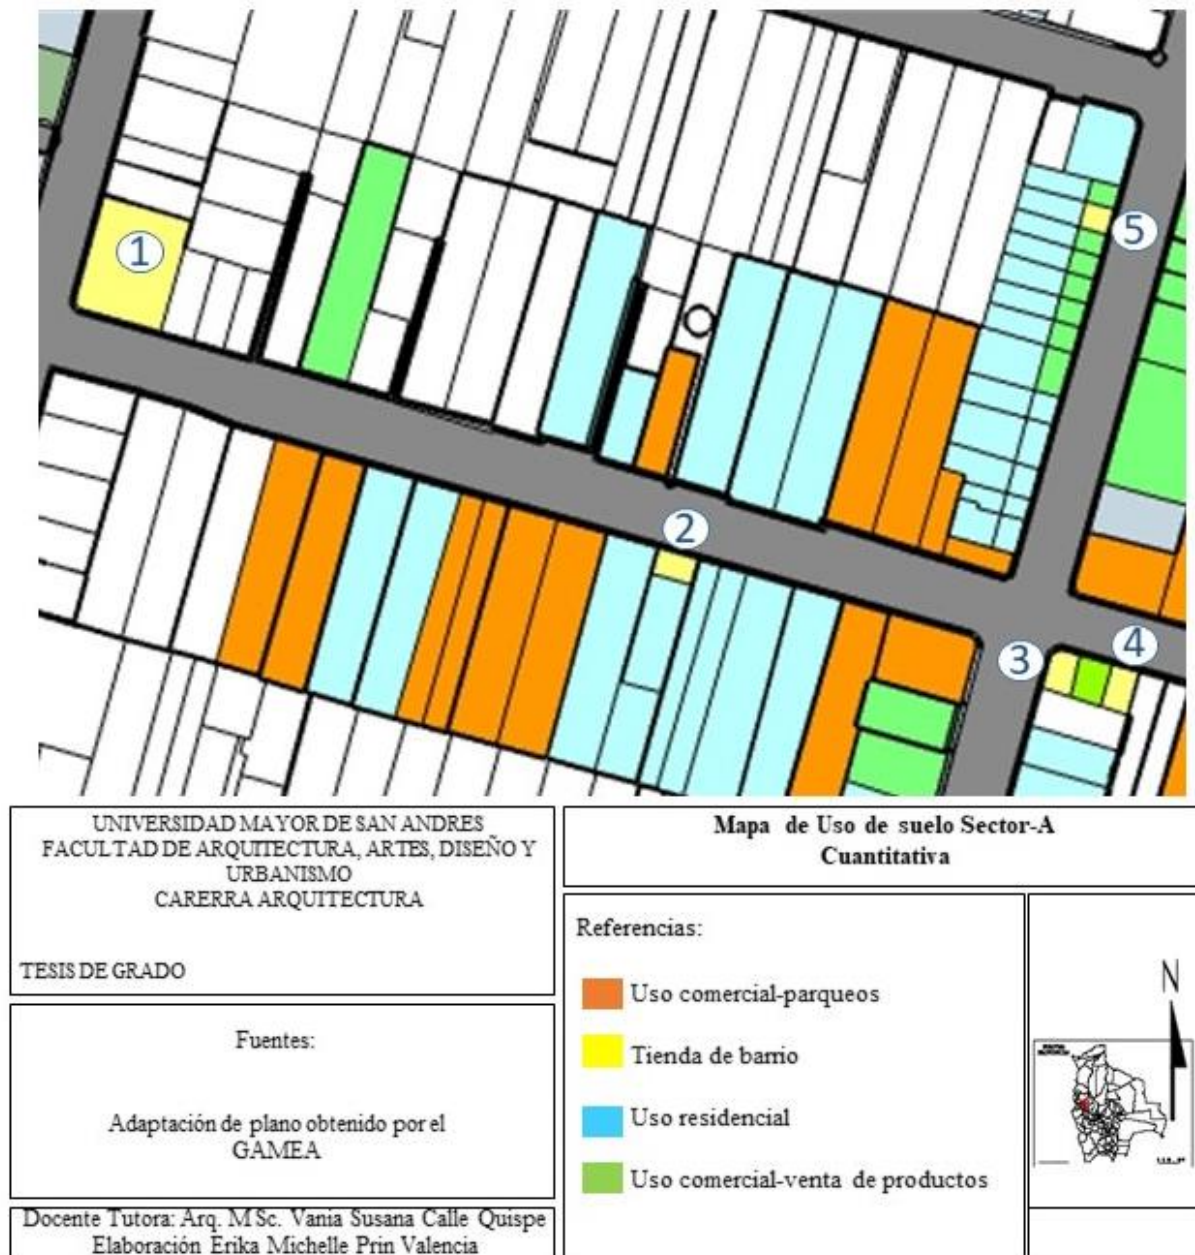 1
5
2
3
4
UNIVERSIDAD MAYOR DE SAN ANDRES
FACULTAD DE ARQUITECTURA, ARTES, DISEÑO Y
URBANISMO
CARERRA ARQUITECTURA
TESIS DE GRADO
Fuentes:
Adaptación de plano obtenido por el
GAMEA
Docente Tutora: Arq. MSc. Vania Susana Calle Quispe
Elaboración Erika Michelle Prin Valencia
Mapa de Uso de suelo Sector-A
Cuantitativa
Referencias:
Uso comercial-parqueos
Tienda de barrio
Uso residencial
Uso comercial-venta de productos
N